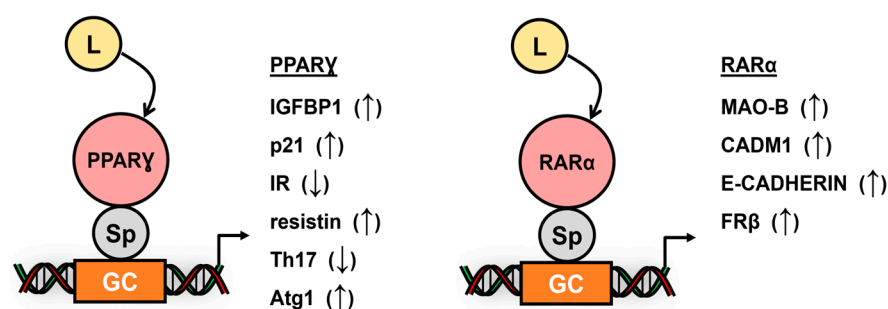 L
PPARɣ
Sp
GC
PPARɣ
IGFBP1 (↑)
p21 (↑)
IR (↓)
resistin (↑)
Th17 (↓)
Atg1 (↑)
L
RARα
Sp
GC
RARα
MAO-B (↑)
CADM1 (↑)
E-CADHERIN (↑)
FRβ (↑)